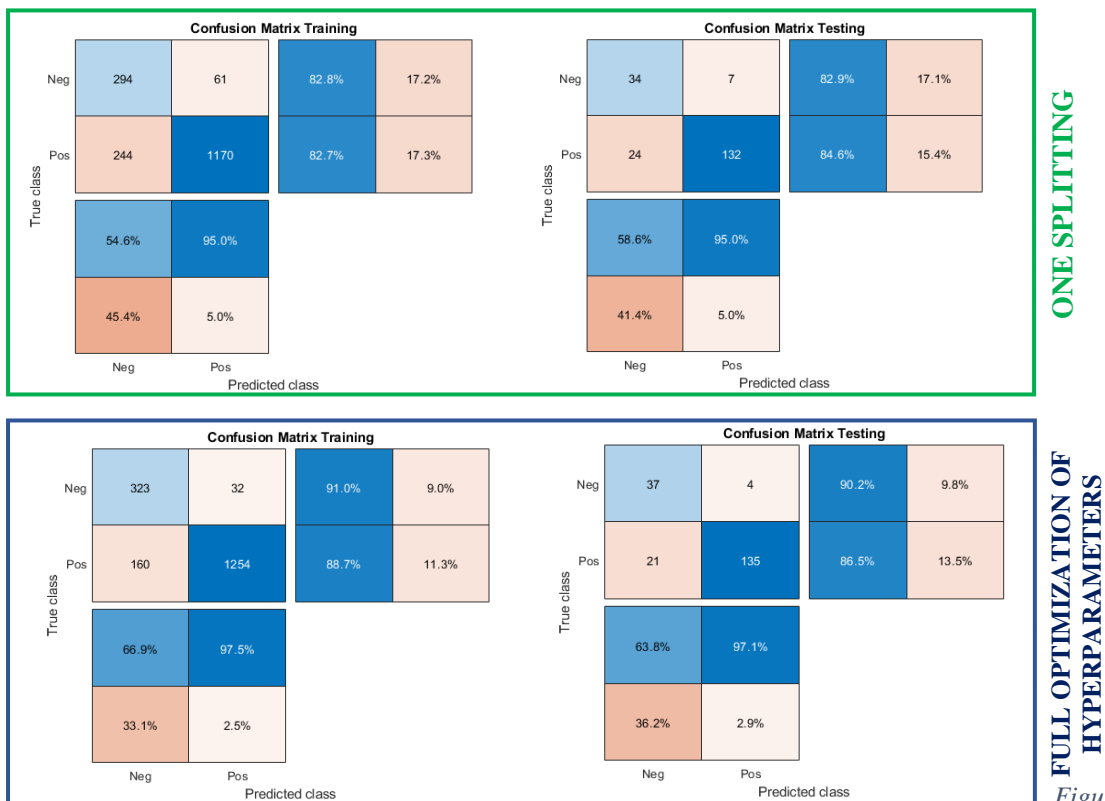 Confusion Matrix Training
Neg 294 61 82.8% 17.2%
Pos 244 1170 82.7% 17.3%
True class
54.6% 95.0%
45.4% 5.0%
Neg Pos
Predicted class
Confusion Matrix Testing
Neg 34 7 82.9% 17.1%
Pos 24 132 84.6% 15.4%
True class
58.6% 95.0%
41.4% 5.0%
Neg Pos
Predicted class
ONE SPLITTING
Confusion Matrix Training
Neg 323 32 91.0% 9.0%
Pos 160 1254 88.7% 11.3%
True class
66.9% 97.5%
33.1% 2.5%
Neg Pos
Predicted class
Confusion Matrix Testing
Neg 37 4 90.2% 9.8%
Pos 21 135 86.5% 13.5%
True class
63.8% 97.1%
36.2% 2.9%
Neg Pos
Predicted class
FULL OPTIMIZATION OF
HYPERPARAMETERS
Figu